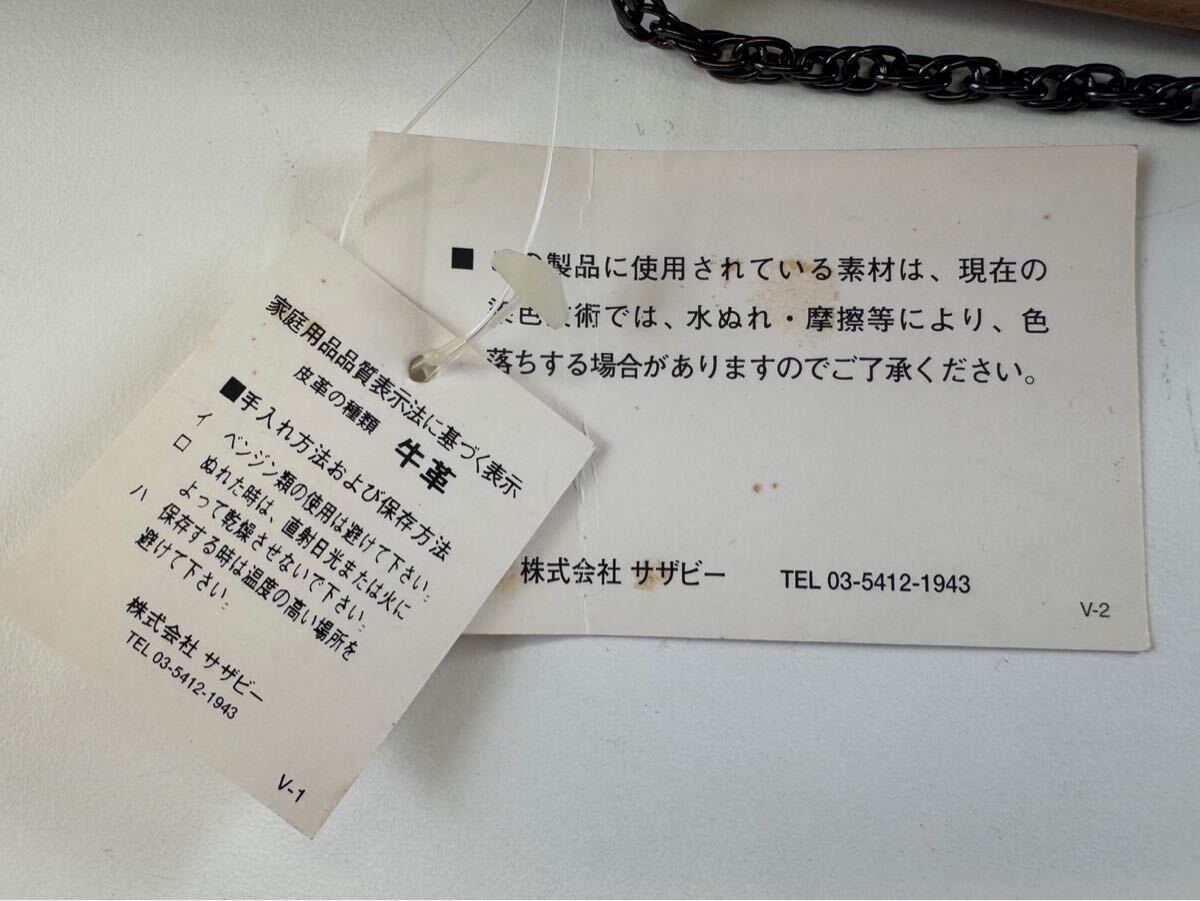 家庭用品品質表示法に基づく表示
皮革の種類 牛革
■手入れ方法および保存方法
イ ベンジン類の使用は避けて下さい。
ロ ぬれた時は、直射日光または火に
よって乾燥させないで下さい。
ハ 保存する時は温度の高い場所を
避けて下さい。
株式会社 サザビー
TEL 03-5412-1943
V-1
■ の製品に使用されている素材は、現在の
色技術では、水ぬれ・摩擦等により、色
落ちする場合がありますのでご了承ください。
株式会社 サザビー TEL 03-5412-1943
V-2